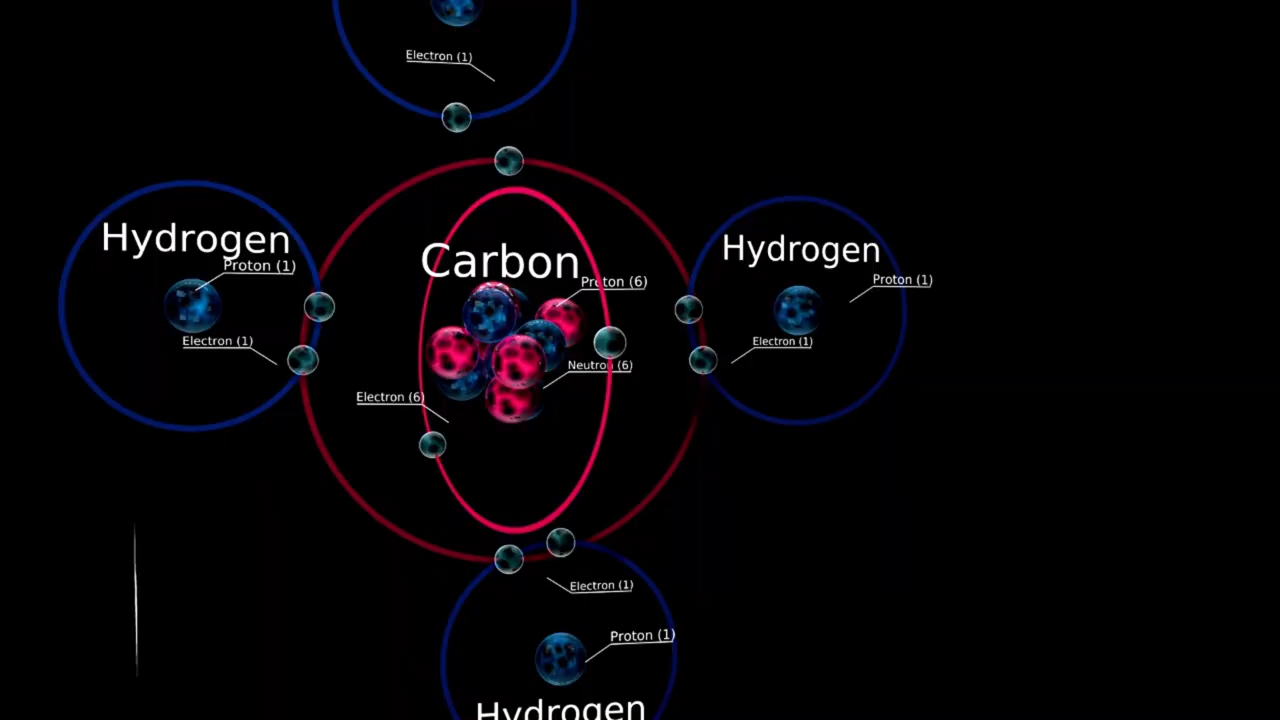 Electron (1)
Hydrogen
Proton (1)
Electron (1)
Carbon
Proton (6)
Neutron (6)
Electron (6)
Hydrogen
Proton (1)
Electron (1)
Electron (1)
Proton (1)
Hydrogen